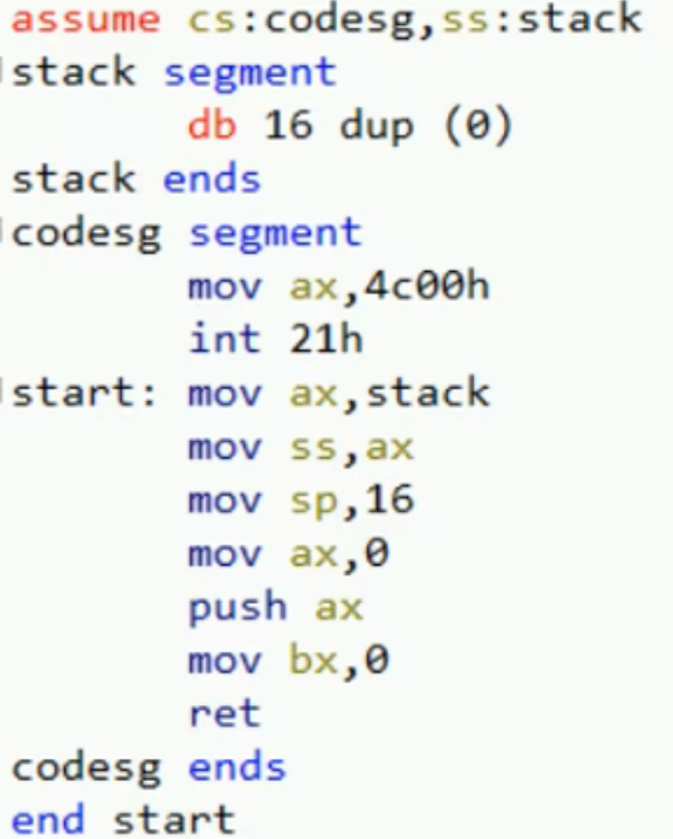 assume cs:codesg,ss:stack
stack segment
db 16 dup (0)
stack ends
codesg segment
mov ax,4c00h
int 21h
start: mov ax,stack
mov ss,ax
mov sp,16
mov ax,0
push ax
mov bx,0
ret
codesg ends
end start